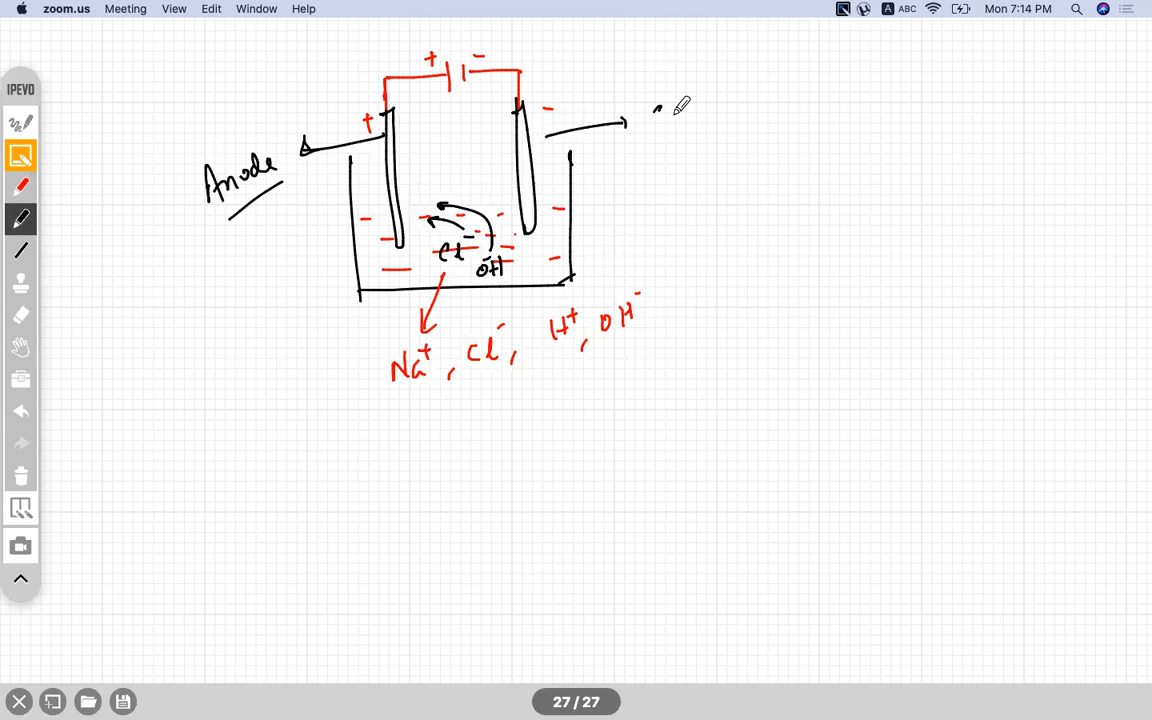 zoom.us Meeting View Edit Window Help
A ABC Mon 7:14 PM
IPEVO
+ -
+
-
Anode
Cl-
OH-
Na+, Cl-, H+, OH-
27 / 27